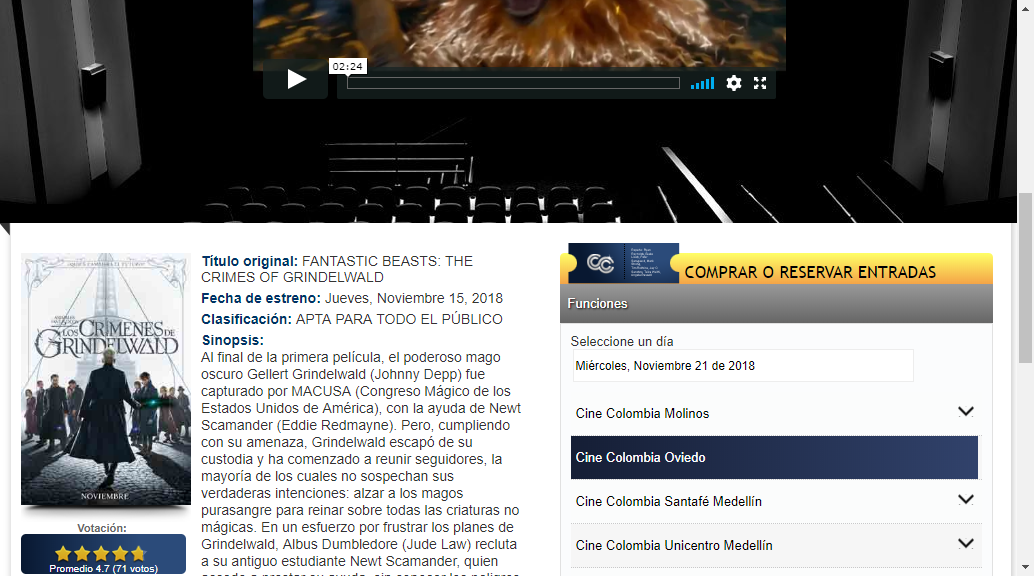 02:24
LOS CRÍMENES DE
GRINDELWALD
NOVIEMBRE
Votación:
Promedio 4.7 (71 votos)
Título original: FANTASTIC BEASTS: THE
CRIMES OF GRINDELWALD
Fecha de estreno: Jueves, Noviembre 15, 2018
Clasificación: APTA PARA TODO EL PÚBLICO
Sinopsis:
Al final de la primera película, el poderoso mago
oscuro Gellert Grindelwald (Johnny Depp) fue
capturado por MACUSA (Congreso Mágico de los
Estados Unidos de América), con la ayuda de Newt
Scamander (Eddie Redmayne). Pero, cumpliendo
con su amenaza, Grindelwald escapó de su
custodia y ha comenzado a reunir seguidores, la
mayoría de los cuales no sospechan sus
verdaderas intenciones: alzar a los magos
purasangre para reinar sobre todas las criaturas no
mágicas. En un esfuerzo por frustrar los planes de
Grindelwald, Albus Dumbledore (Jude Law) recluta
a su antiguo estudiante Newt Scamander, quien
COMPRAR O RESERVAR ENTRADAS
Funciones
Seleccione un día
Miércoles, Noviembre 21 de 2018
Cine Colombia Molinos
Cine Colombia Oviedo
Cine Colombia Santafé Medellín
Cine Colombia Unicentro Medellín